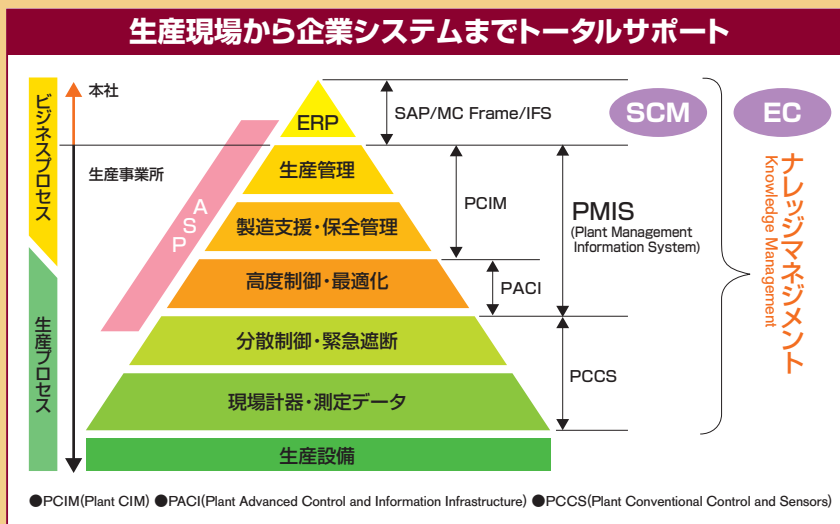 生産現場から企業システムまでトータルサポート
ビジネスプロセス
生産プロセス
本社
生産事業所
ASP
ERP
生産管理
製造支援・保全管理
高度制御・最適化
分散制御・緊急遮断
現場計器・測定データ
生産設備
SAP/MC Frame/IFS
PCIM
PACI
PMIS
(Plant Management
Information System)
PCCS
SCM
EC
ナレッジマネジメント
Knowledge Management
●PCIM(Plant CIM) ●PACI(Plant Advanced Control and Information Infrastructure) ●PCCS(Plant Conventional Control and Sensors)